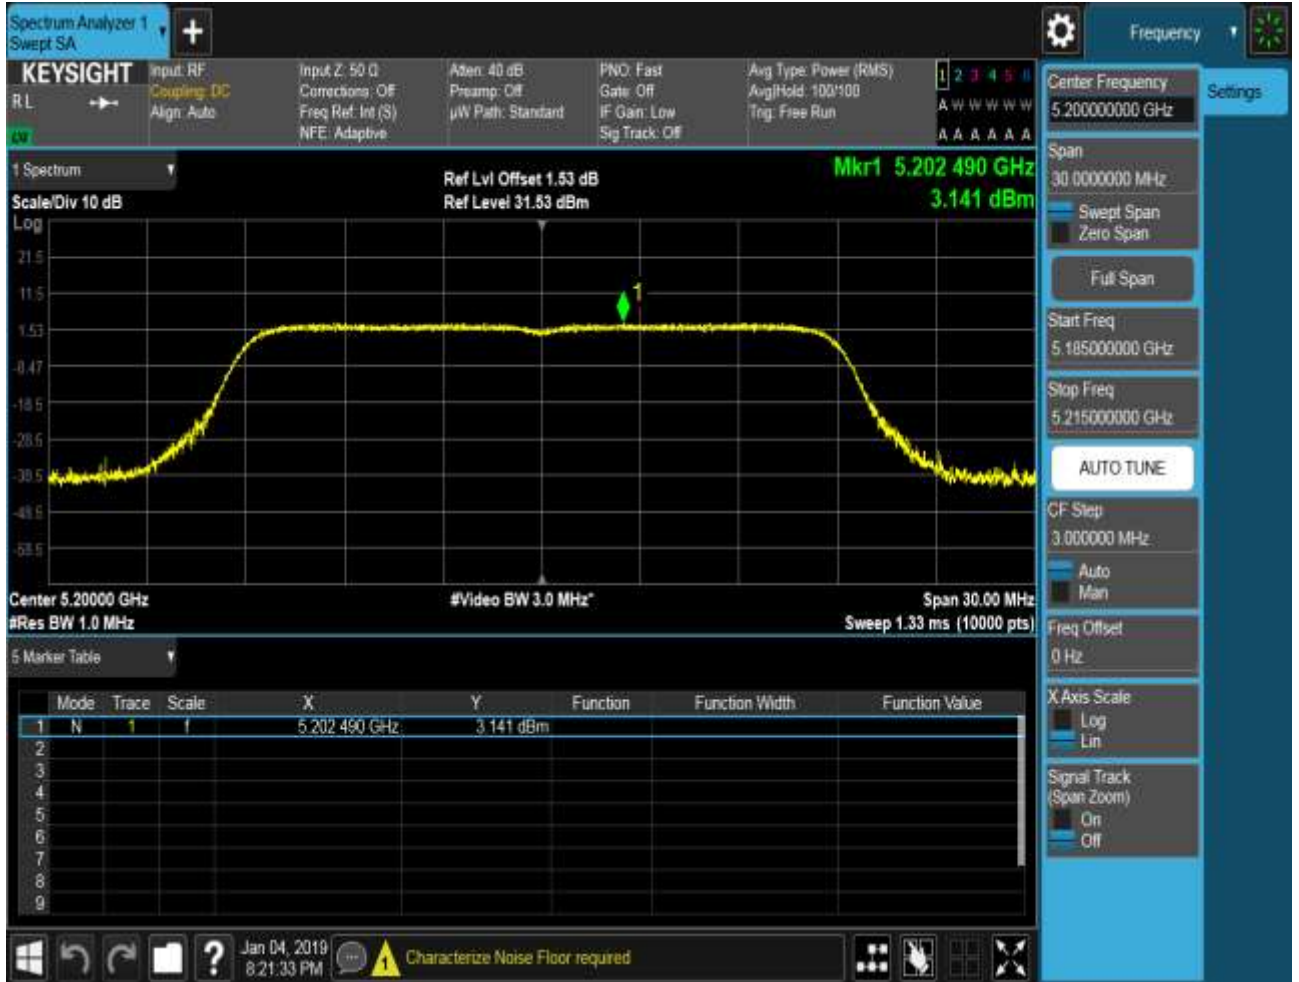 Spectrum Analyzer 1
Swept SA
+
Frequency
KEYSIGHT
R L
Input: RF
Coupling: DC
Align: Auto
Input Z: 50 Ω
Corrections: Off
Freq Ref: Int (S)
NFE: Adaptive
Atten: 40 dB
Preamp: Off
µW Path: Standard
PNO: Fast
Gate: Off
IF Gain: Low
Sig Track: Off
Avg Type: Power (RMS)
Avg|Hold: 100/100
Trig: Free Run
1 2 3 4 5 6
A W W W W W
A A A A A A
1 Spectrum
Scale/Div 10 dB
Ref Lvl Offset 1.53 dB
Ref Level 31.53 dBm
Mkr1 5.202 490 GHz
3.141 dBm
Log
21.5
11.5
1.53
-8.47
-18.5
-28.5
-38.5
-48.5
-58.5
1
Center 5.20000 GHz
#Res BW 1.0 MHz
#Video BW 3.0 MHz*
Span 30.00 MHz
Sweep 1.33 ms (10000 pts)
5 Marker Table
Mode Trace Scale X Y Function Function Width Function Value
1 N 1 f 5.202 490 GHz 3.141 dBm
2
3
4
5
6
7
8
9
Jan 04, 2019
8:21:33 PM
?
1
Characterize Noise Floor required
Center Frequency
5.200000000 GHz
Settings
Span
30.0000000 MHz
Swept Span
Zero Span
Full Span
Start Freq
5.185000000 GHz
Stop Freq
5.215000000 GHz
AUTO TUNE
CF Step
3.000000 MHz
Auto
Man
Freq Offset
0 Hz
X Axis Scale
Log
Lin
Signal Track
(Span Zoom)
On
Off